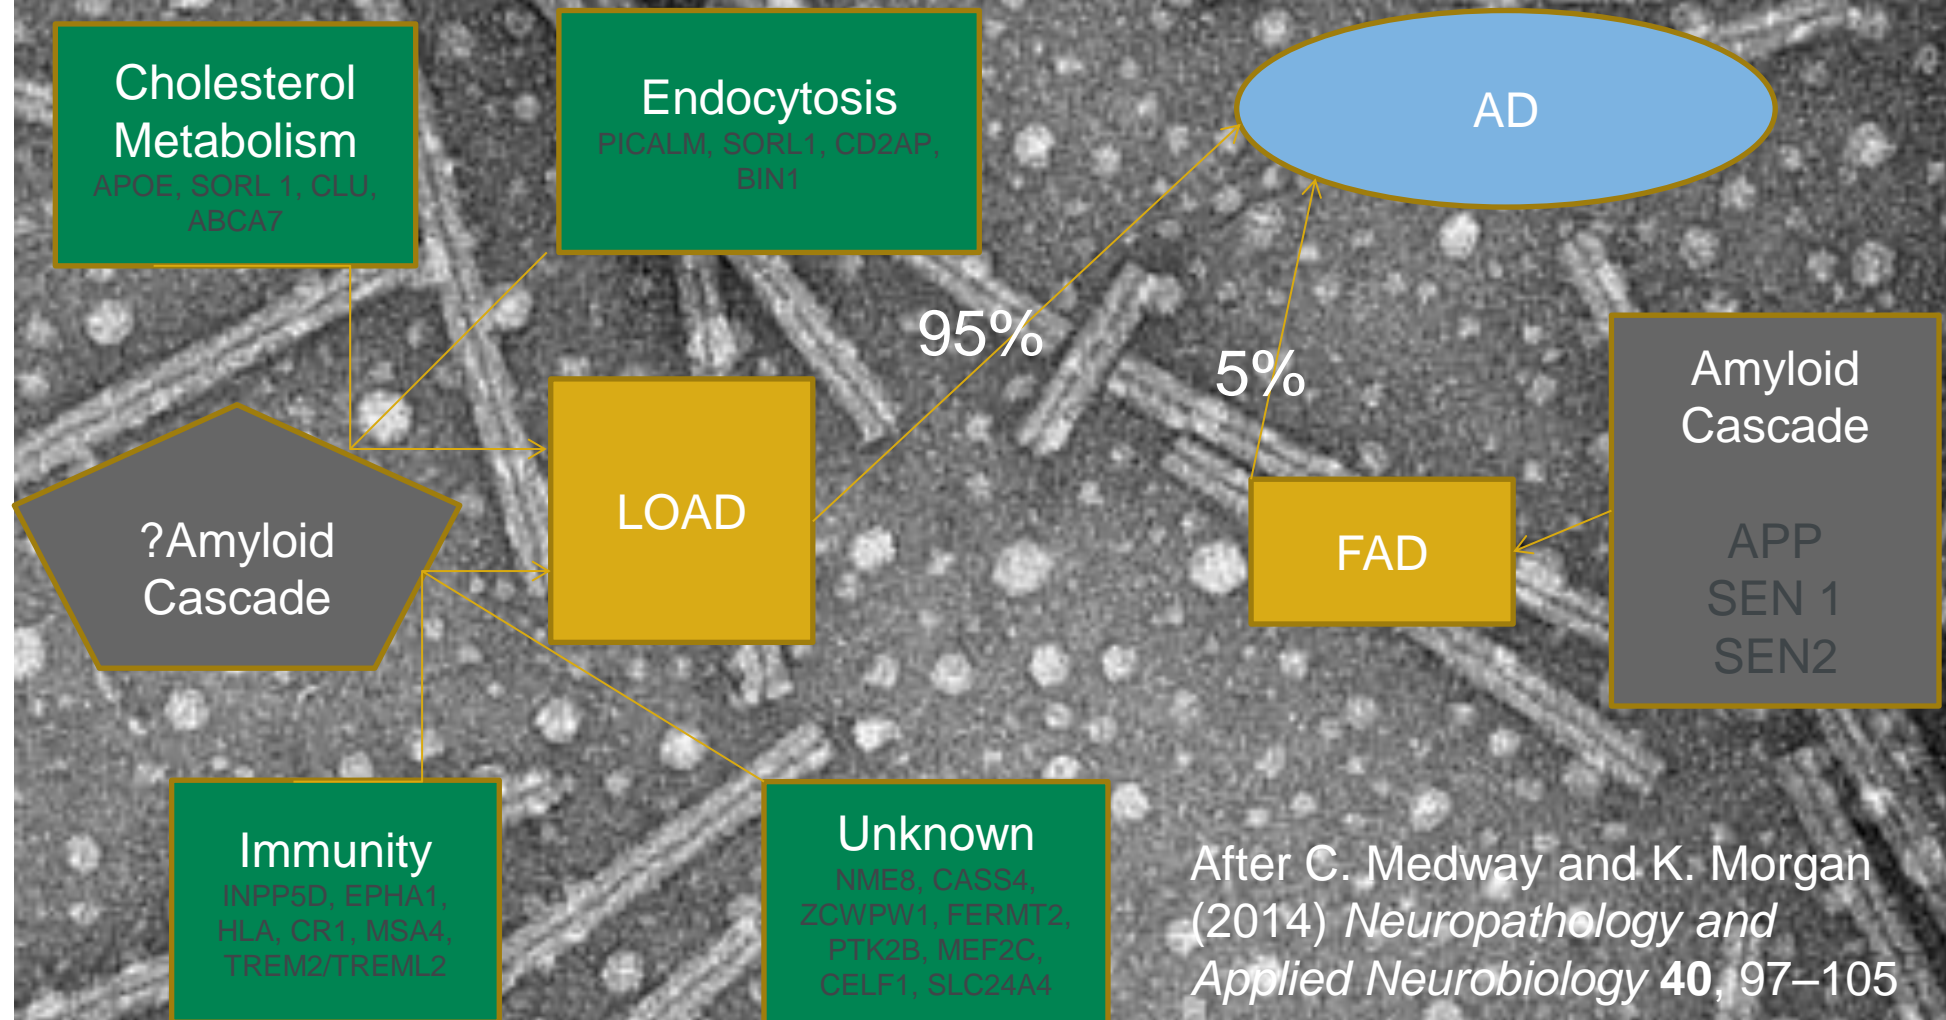 Cholesterol
Metabolism
APOE, SORL 1, CLU,
ABCA7
Endocytosis
PICALM, SORL1, CD2AP,
BIN1
AD
95%
5%
Amyloid
Cascade
APP
SEN 1
SEN2
?Amyloid
Cascade
LOAD
FAD
Immunity
INPP5D, EPHA1,
HLA, CR1, MSA4,
TREM2/TREML2
Unknown
NME8, CASS4,
ZCWPW1, FERMT2,
PTK2B, MEF2C,
CELF1, SLC24A4
After C. Medway and K. Morgan
(2014) Neuropathology and
Applied Neurobiology 40, 97–105